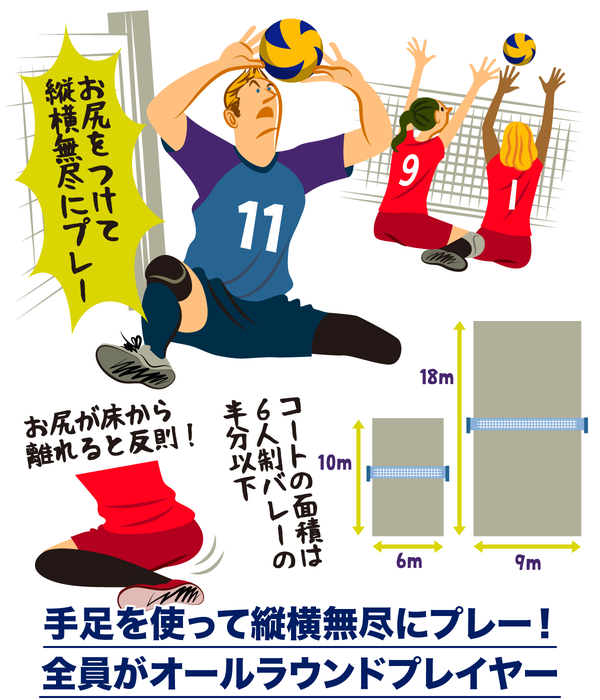 お尻をつけて
縦横無尽にプレー
11
9
1
18m
お尻が床から
離れると反則！
コートの面積は
6人制バレーの
半分以下
10m
6m
9m
手足を使って縦横無尽にプレー！
全員がオールラウンドプレイヤー